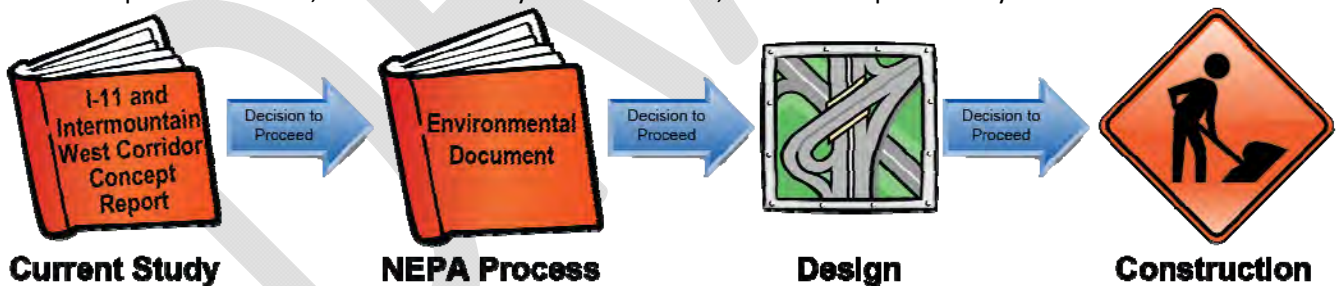 I-11 and
Intermountain
West Corridor
Concept
Report
Decision to
Proceed
Environmental
Document
Decision to
Proceed
Decision to
Proceed
Current Study
NEPA Process
Design
Construction